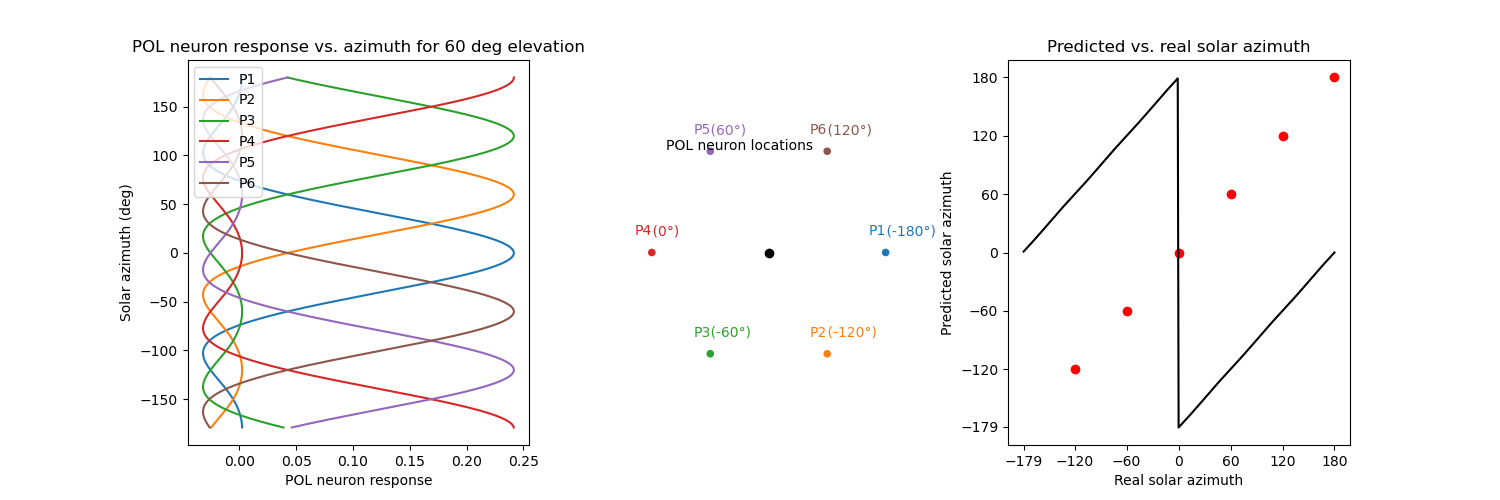 POL neuron response vs. azimuth for 60 deg elevation
P1
P2
P3
P4
P5
P6
150
100
50
0
−50
−100
−150
Solar azimuth (deg)
0.00 0.05 0.10 0.15 0.20 0.25
POL neuron response
P5(60°) P6(120°)
POL neuron locations
P4(0°) P1(-180°)
P3(-60°) P2(-120°)
Predicted vs. real solar azimuth
180
120
60
0
−60
−120
−179
Predicted solar azimuth
−179 −120 −60 0 60 120 180
Real solar azimuth